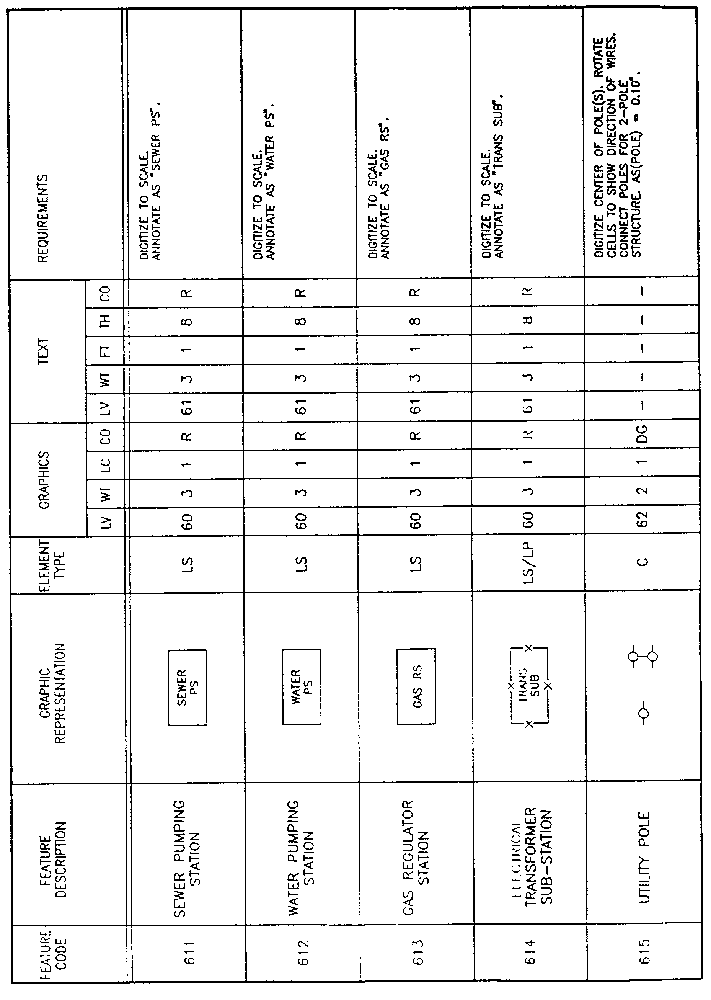 FEATURE CODE
FEATURE DESCRIPTION
GRAPHIC REPRESENTATION
ELEMENT TYPE
GRAPHICS
TEXT
REQUIREMENTS
LV WT LC CO LV WT FT TH CO
611
SEWER PUMPING
STATION
SEWER
PS
LS 60 3 1 R 61 3 1 8 R
DIGITIZE TO SCALE.
ANNOTATE AS "SEWER PS".
612
WATER PUMPING
STATION
WATER
PS
LS 60 3 1 R 61 3 1 8 R
DIGITIZE TO SCALE.
ANNOTATE AS "WATER PS".
613
GAS REGULATOR
STATION
GAS RS
LS 60 3 1 R 61 3 1 8 R
DIGITIZE TO SCALE.
ANNOTATE AS "GAS RS".
614
ELECTRICAL
TRANSFORMER
SUB-STATION
TRANS
SUB
LS/LP 60 3 1 R 61 3 1 8 R
DIGITIZE TO SCALE.
ANNOTATE AS "TRANS SUB".
615
UTILITY POLE
C 62 2 1 DG - - - - -
DIGITIZE CENTER OF POLE(S). ROTATE
CELLS TO SHOW DIRECTION OF WIRES.
CONNECT POLES FOR 2-POLE
STRUCTURE. AS(POLE) = 0.10".